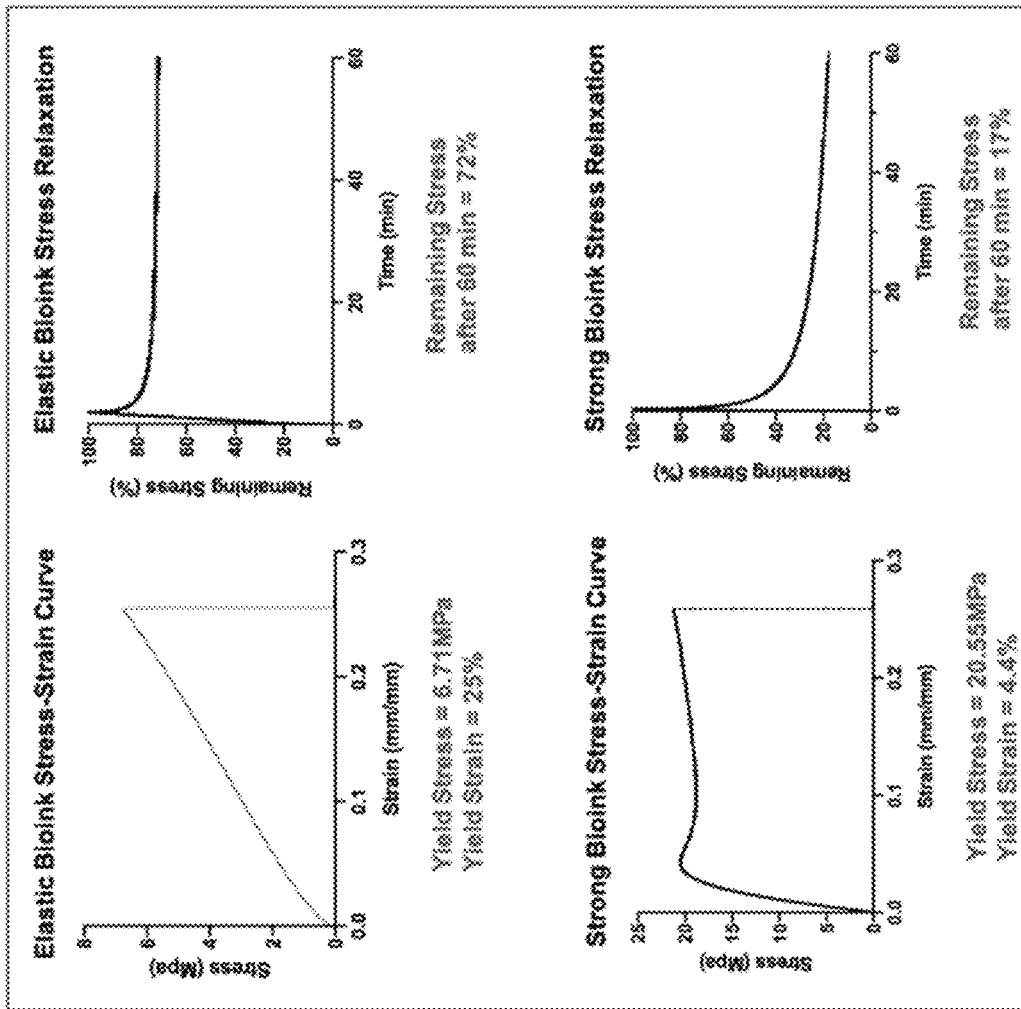 Elastic Bioink Stress-Strain Curve
Stress (Mpa)
8
6
4
2
0
0.0
0.1
0.2
0.3
Strain (mm/mm)
Yield Stress = 6.71MPa
Yield Strain = 25%
Elastic Bioink Stress Relaxation
Remaining Stress
(%)
100
80
60
40
20
0
0
20
40
60
Time (min)
Remaining Stress
after 60 min = 72%
Strong Bioink Stress-Strain Curve
Stress (Mpa)
25
20
15
10
5
0
0.0
0.1
0.2
0.3
Strain (mm/mm)
Yield Stress = 20.55MPa
Yield Strain = 4.4%
Strong Bioink Stress Relaxation
Remaining Stress
(%)
100
80
60
40
20
0
0
20
40
60
Time (min)
Remaining Stress
after 60 min = 17%